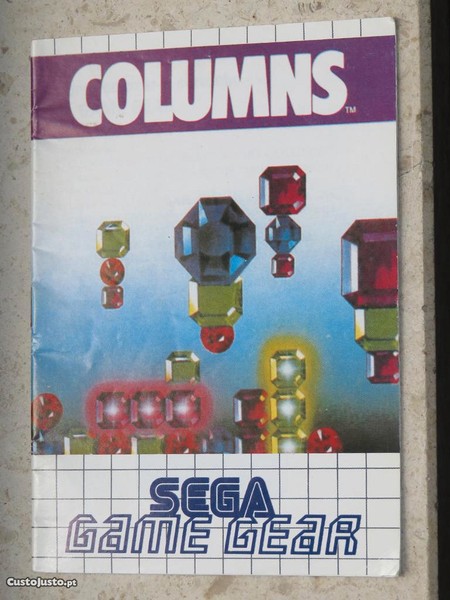 COLUMNS
TM
SEGA
GAME GEAR
CustoJusto.pt